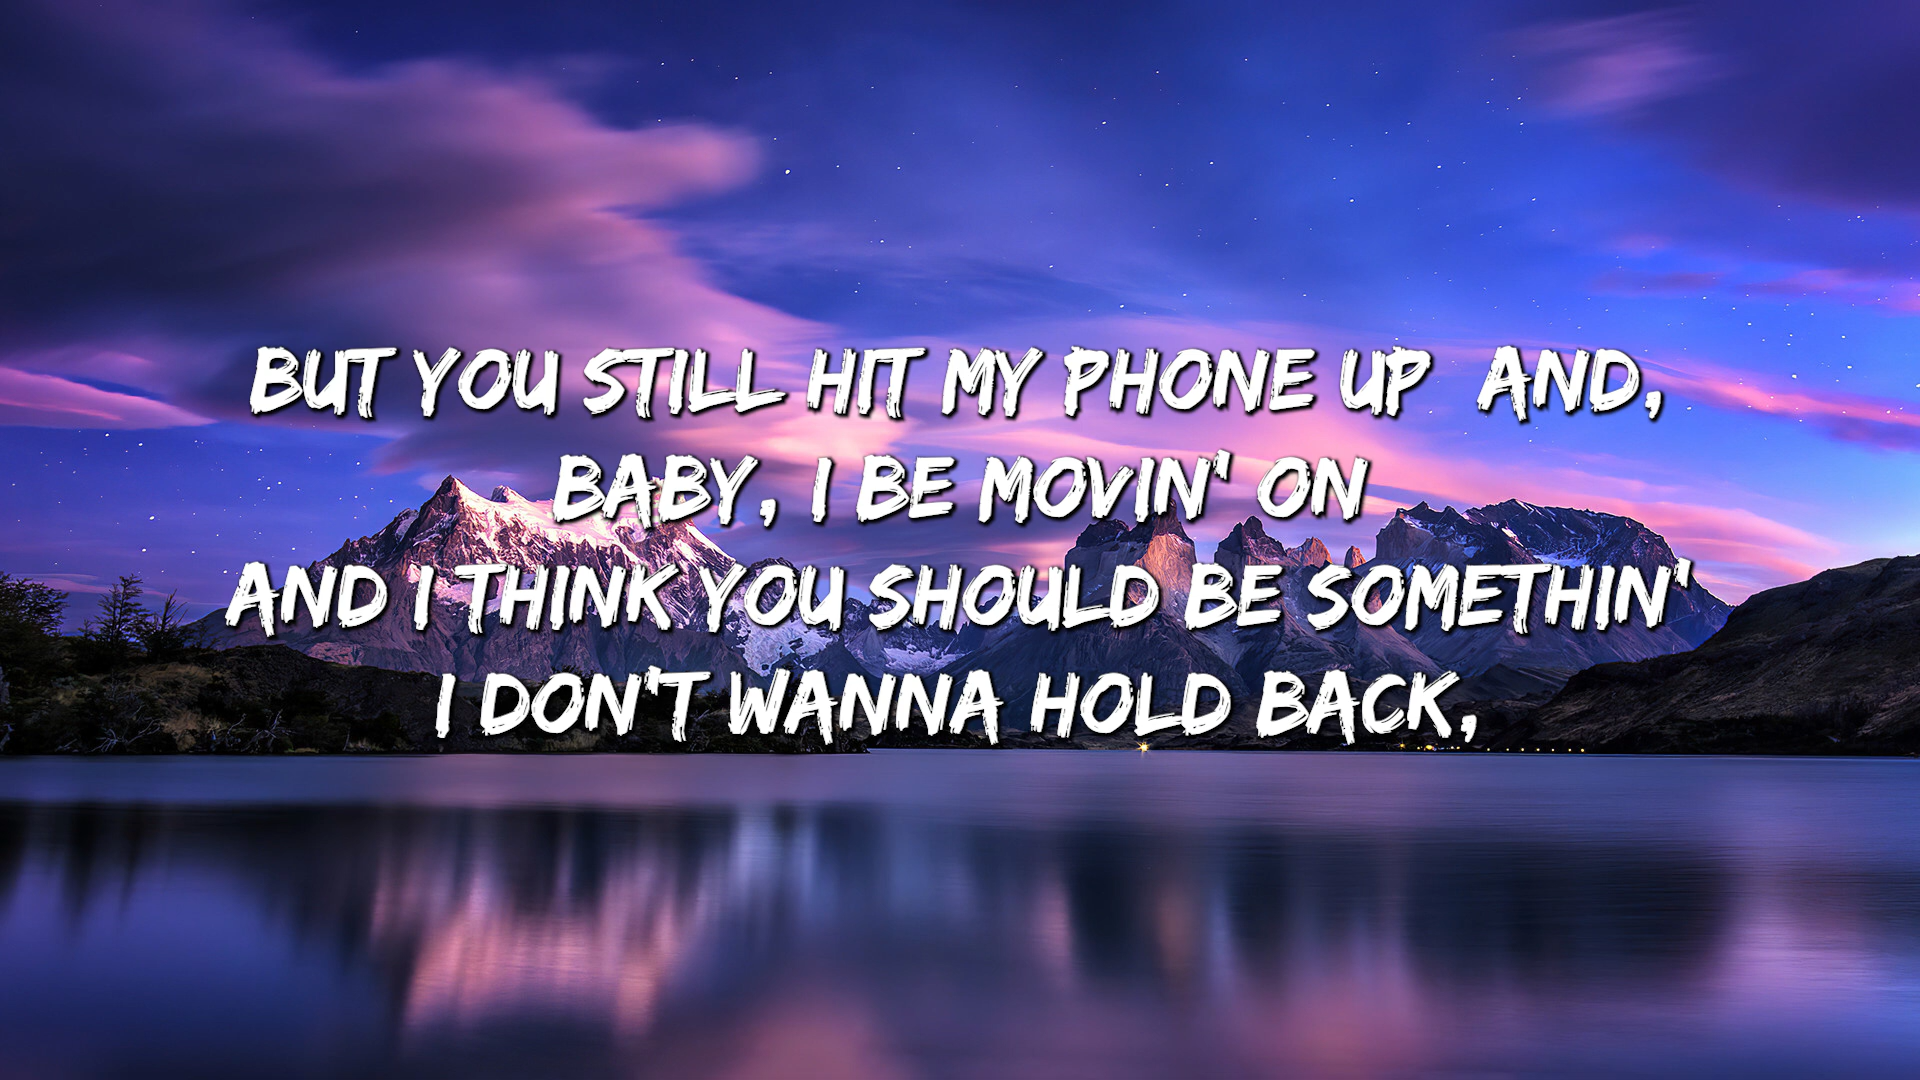 BUT YOU STILL HIT MY PHONE UP  AND,
BABY, I BE MOVIN' ON
AND I THINK YOU SHOULD BE SOMETHIN'
I DON'T WANNA HOLD BACK,